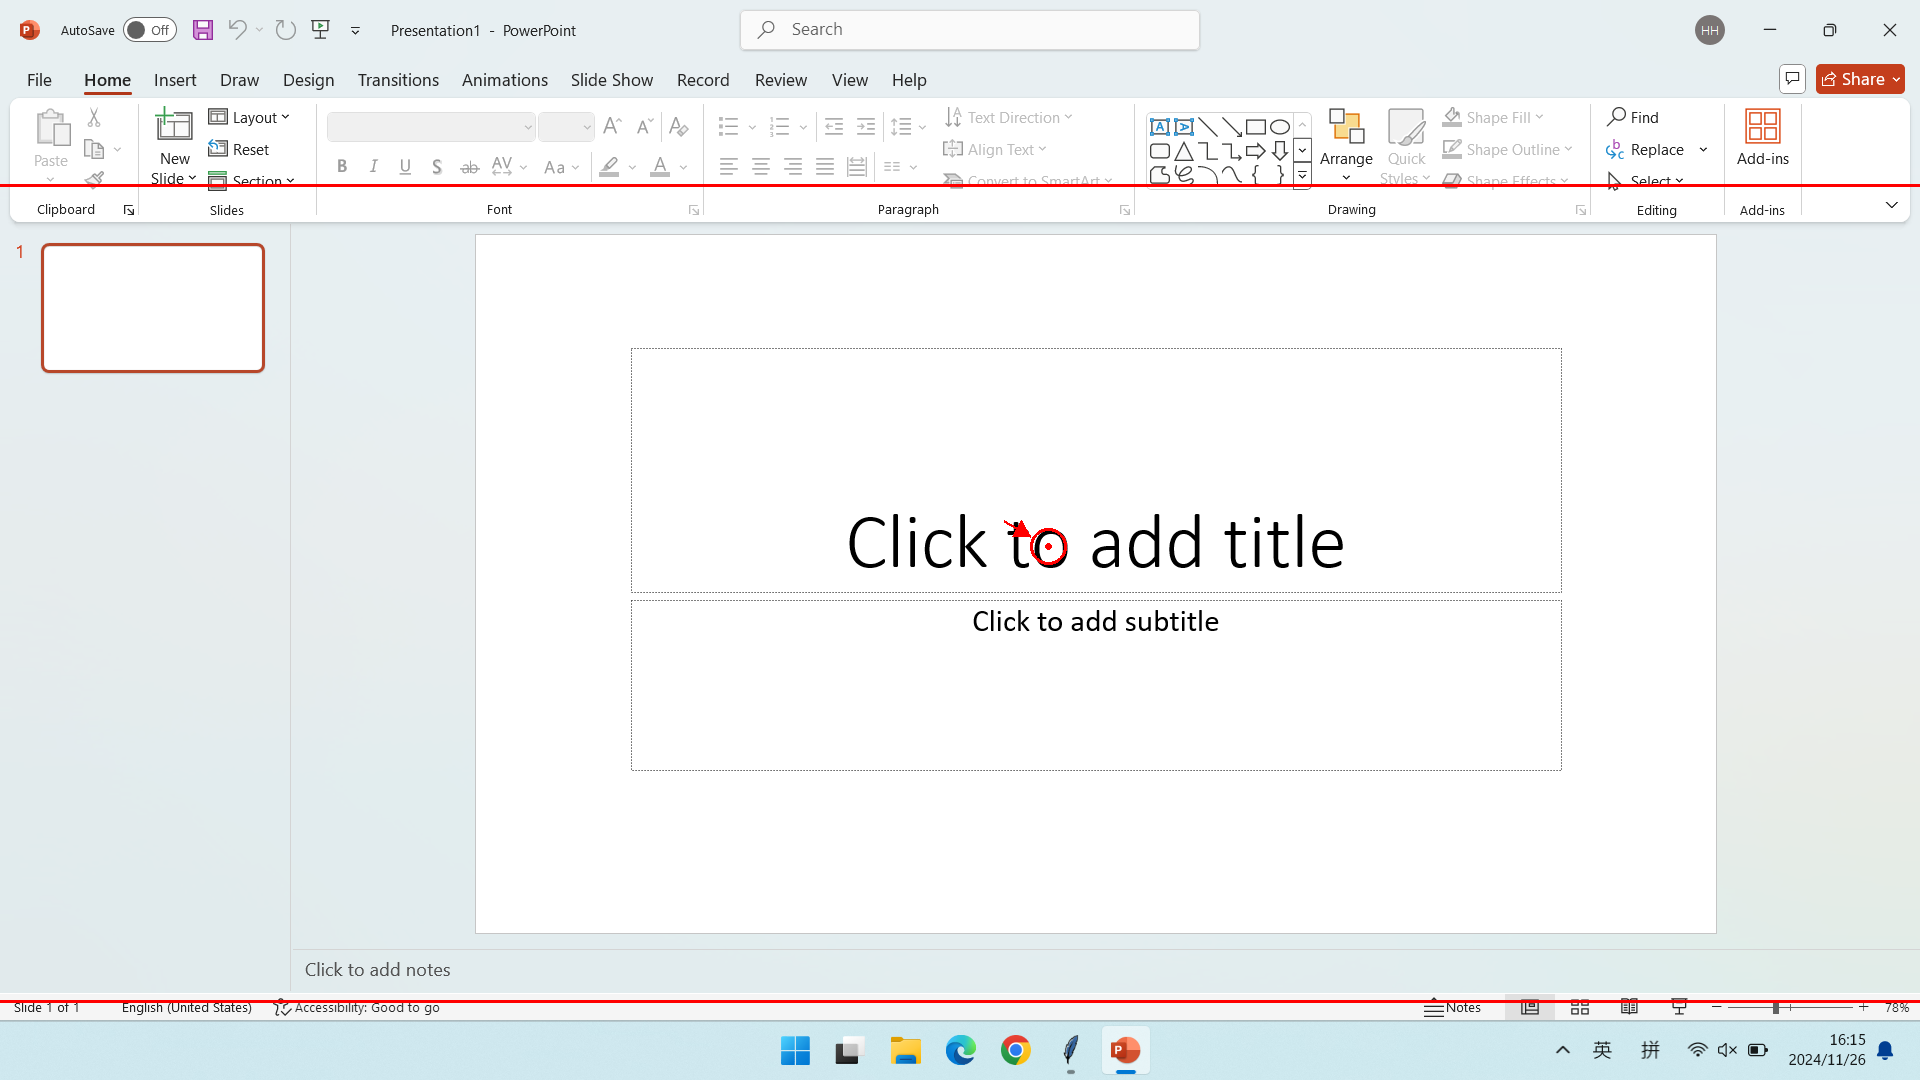 AutoSave Off Presentation1 - PowerPoint Search HH
File Home Insert Draw Design Transitions Animations Slide Show Record Review View Help Share
Paste
New
Slide
Layout
Reset
Section
Text Direction
Align Text
Convert to SmartArt
Arrange
Quick
Styles
Shape Fill
Shape Outline
Shape Effects
Find
Replace
Select
Add-ins
Clipboard Slides Font Paragraph Drawing Editing Add-ins
1
Click to add title
Click to add subtitle
Click to add notes
Slide 1 of 1 English (United States) Accessibility: Good to go Notes 78%
英 拼 16:15
2024/11/26